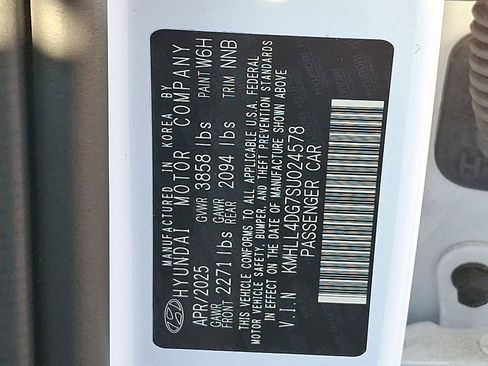 MANUFACTURED IN KOREA BY
HYUNDAI MOTOR COMPANY
APR/2025 GVWR 3858 lbs PAINT W6H
GAWR FRONT 2271 lbs GAWR REAR 2094 lbs TRIM NNB
THIS VEHICLE CONFORMS TO ALL APPLICABLE U.S.A. FEDERAL
MOTOR VEHICLE SAFETY, BUMPER, AND THEFT PREVENTION STANDARDS
IN EFFECT ON THE DATE OF MANUFACTURE SHOWN ABOVE
V.I.N KMHLL4DG7SU024578
PASSENGER CAR